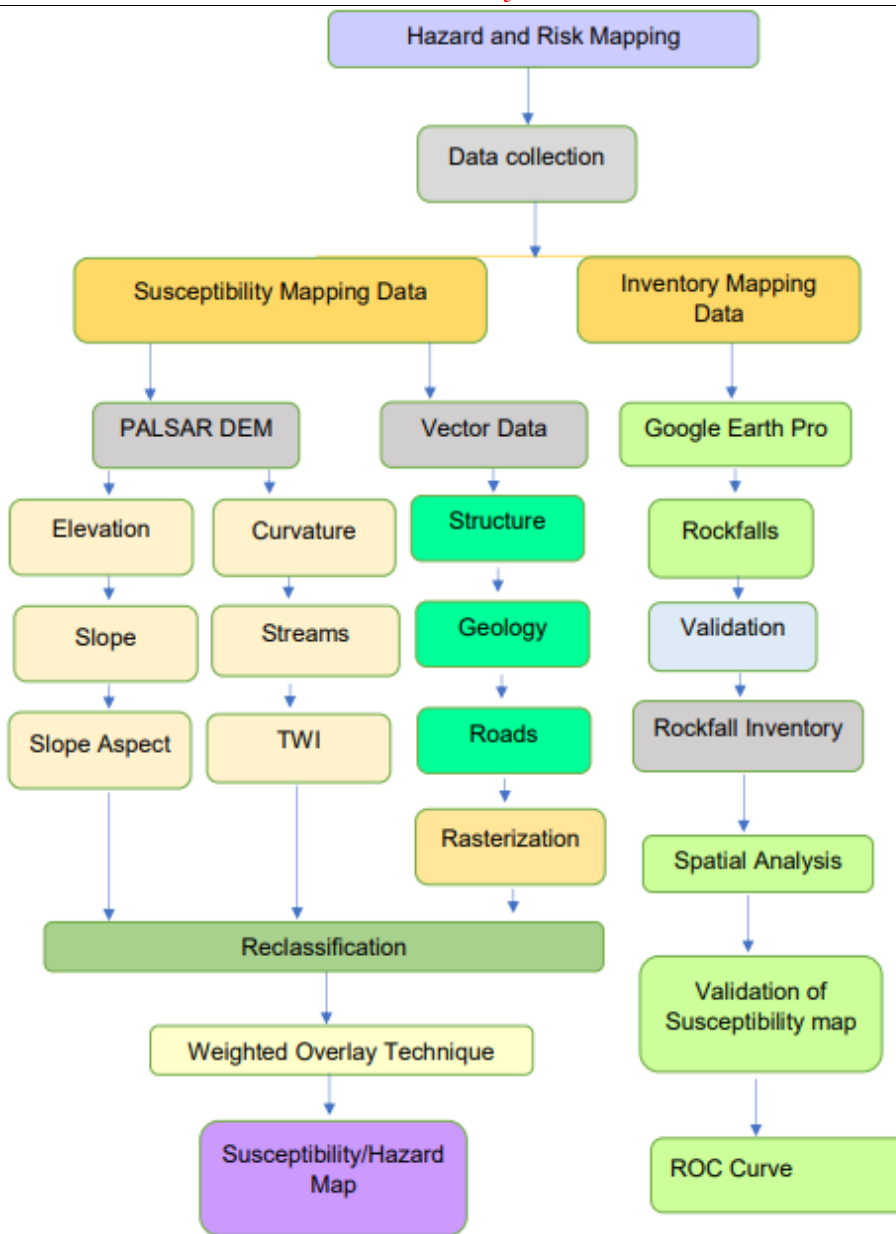 Hazard and Risk Mapping
Data collection
Susceptibility Mapping Data
Inventory Mapping
Data
PALSAR DEM
Vector Data
Google Earth Pro
Elevation
Curvature
Structure
Rockfalls
Slope
Streams
Geology
Validation
Slope Aspect
TWI
Roads
Rockfall Inventory
Rasterization
Spatial Analysis
Reclassification
Validation of
Susceptibility map
Weighted Overlay Technique
Susceptibility/Hazard
Map
ROC Curve